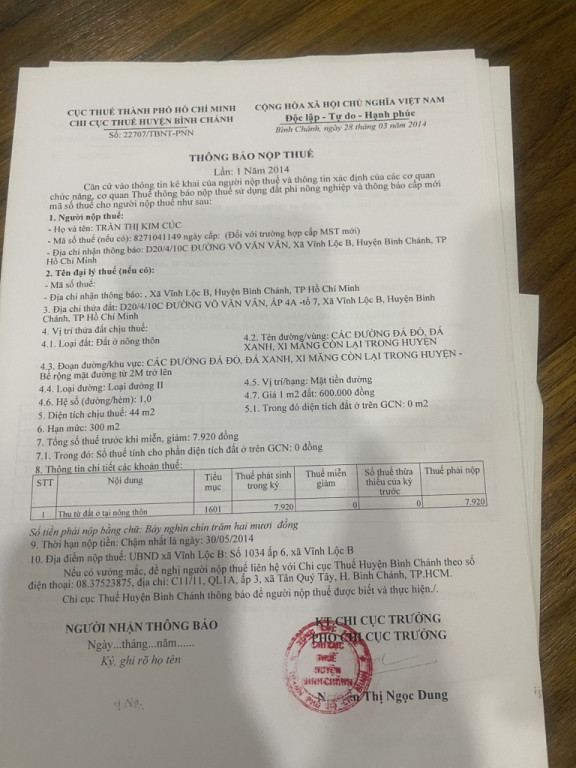 CỤC THUẾ THÀNH PHỐ HỒ CHÍ MINH
CHI CỤC THUẾ HUYỆN BÌNH CHÁNH
Số: 22707/TBNT-PNN
CỘNG HÒA XÃ HỘI CHỦ NGHĨA VIỆT NAM
Độc lập - Tự do - Hạnh phúc
Bình Chánh, ngày 28 tháng 03 năm 2014
THÔNG BÁO NỘP THUẾ
Lần: 1 Năm 2014
Căn cứ vào thông tin kê khai của người nộp thuế và thông tin xác định của các cơ quan
chức năng, cơ quan Thuế thông báo nộp thuế sử dụng đất phi nông nghiệp và thông báo cấp mới
mã số thuế cho người nộp thuế như sau:
1. Người nộp thuế:
- Họ và tên: TRẦN THỊ KIM CÚC
- Mã số thuế (nếu có): 8271041149 ngày cấp: (Đối với trường hợp cấp MST mới)
- Địa chỉ nhận thông báo: D20/4/10C ĐƯỜNG VÕ VĂN VÂN, Xã Vĩnh Lộc B, Huyện Bình Chánh, TP
Hồ Chí Minh
2. Tên đại lý thuế (nếu có):
- Mã số thuế:
- Địa chỉ nhận thông báo: , Xã Vĩnh Lộc B, Huyện Bình Chánh, TP Hồ Chí Minh
3. Địa chỉ thửa đất: D20/4/10C ĐƯỜNG VÕ VĂN VÂN, ẤP 4A -tổ 7, Xã Vĩnh Lộc B, Huyện Bình
Chánh, TP Hồ Chí Minh
4. Vị trí thửa đất chịu thuế:
4.1. Loại đất: Đất ở nông thôn
4.2. Tên đường/vùng: CÁC ĐƯỜNG ĐÁ ĐỎ, ĐÁ
XANH, XI MĂNG CÒN LẠI TRONG HUYỆN
4.3. Đoạn đường/khu vực: CÁC ĐƯỜNG ĐÁ ĐỎ, ĐÁ XANH, XI MĂNG CÒN LẠI TRONG HUYỆN -
Bề rộng mặt đường từ 2M trở lên
4.4. Loại đường: Loại đường II
4.5. Vị trí/hạng: Mặt tiền đường
4.6. Hệ số (đường/hẻm): 1,0
4.7. Giá 1 m2 đất: 600.000 đồng
5. Diện tích chịu thuế: 44 m2
5.1. Trong đó diện tích đất ở trên GCN: 0 m2
6. Hạn mức: 300 m2
7. Tổng số thuế trước khi miễn, giảm: 7.920 đồng
7.1. Trong đó: Số thuế tính cho phần diện tích đất ở trên GCN: 0 đồng
8. Thông tin chi tiết các khoản thuế:
STT Nội dung Tiểu mục Thuế phát sinh trong kỳ Thuế miễn giảm Số thuế thừa thiếu của kỳ trước Thuế phải nộp
1 Thu từ đất ở tại nông thôn 1601 7.920 0 0 7.920
Số tiền phải nộp bằng chữ: Bảy nghìn chín trăm hai mươi đồng
9. Thời hạn nộp tiền: Chậm nhất là ngày: 30/05/2014
10. Địa điểm nộp thuế: UBND xã Vĩnh Lộc B: Số 1034 ấp 6, xã Vĩnh Lộc B
Nếu có vướng mắc, đề nghị người nộp thuế liên hệ với Chi cục Thuế Huyện Bình Chánh theo số
điện thoại: 08.37523875, địa chỉ: C11/11, QL1A, ấp 3, xã Tân Quý Tây, H. Bình Chánh, TP.HCM.
Chi cục Thuế Huyện Bình Chánh thông báo để người nộp thuế được biết và thực hiện./.
NGƯỜI NHẬN THÔNG BÁO
Ngày...tháng...năm......
Ký, ghi rõ họ tên
KT.CHI CỤC TRƯỞNG
PHÓ CHI CỤC TRƯỞNG
CHI CỤC
THUẾ
HUYỆN
BÌNH CHÁNH
Nguyễn Thị Ngọc Dung